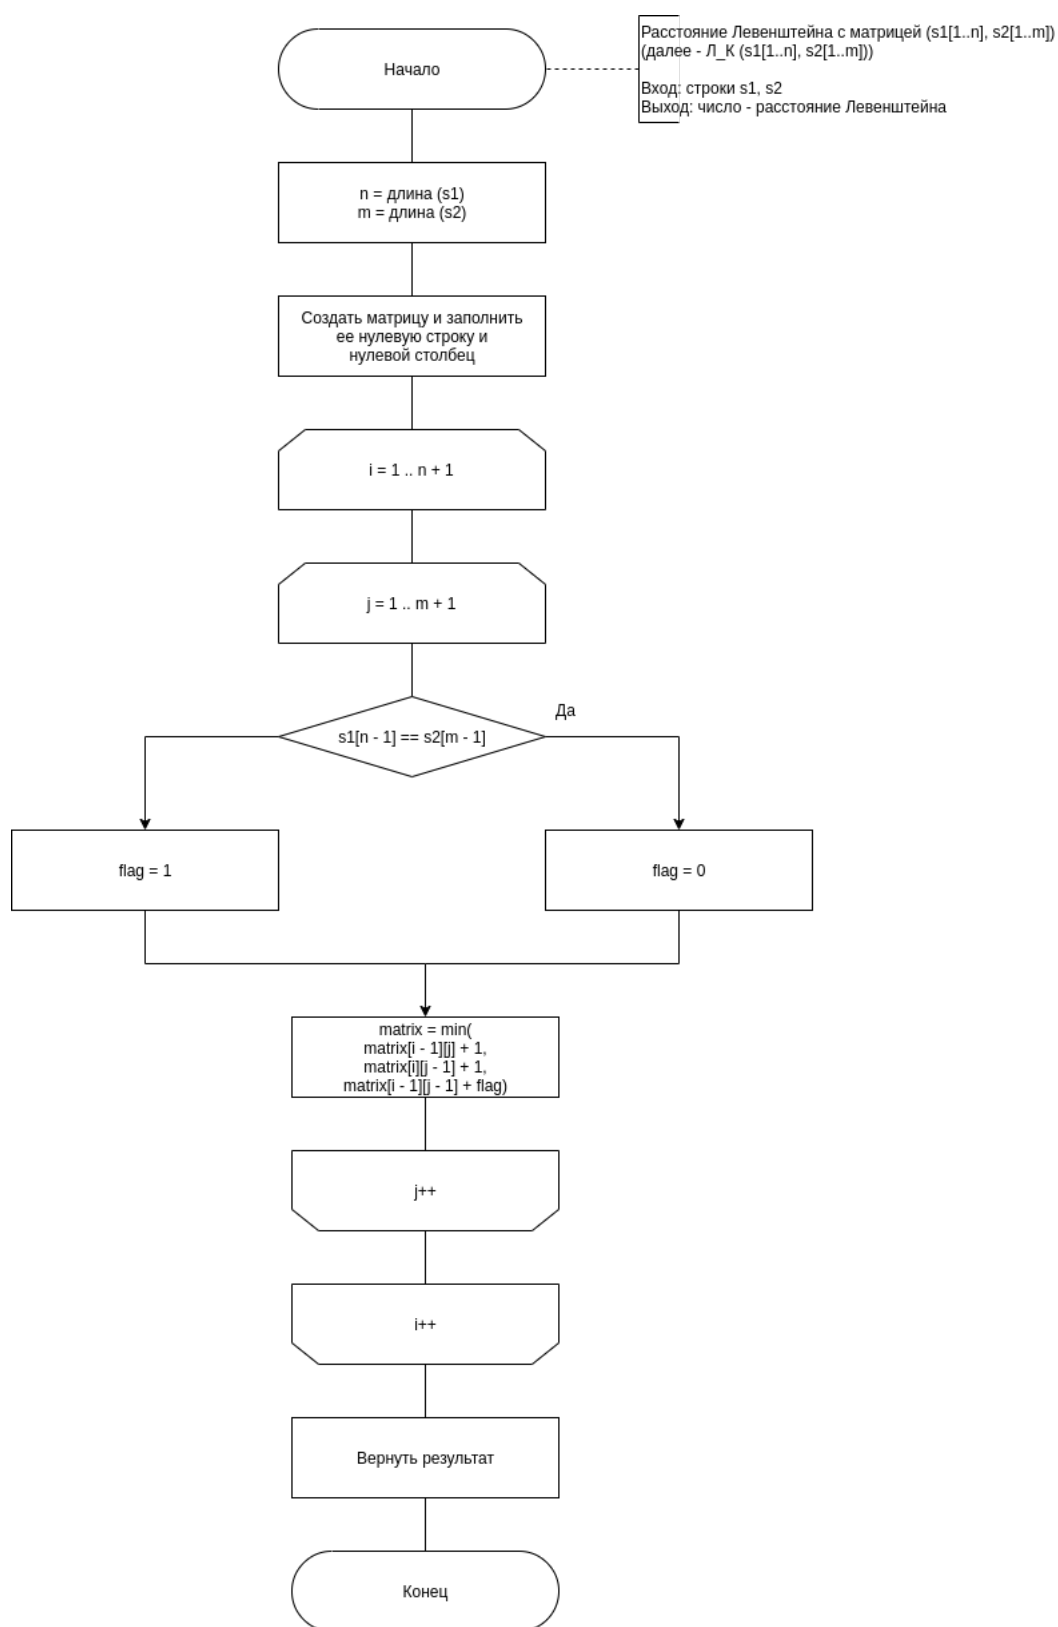 Начало
Расстояние Левенштейна с матрицей (s1[1..n], s2[1..m])
(далее - Л_К (s1[1..n], s2[1..m]))
Вход: строки s1, s2
Выход: число - расстояние Левенштейна
n = длина (s1)
m = длина (s2)
Создать матрицу и заполнить
ее нулевую строку и
нулевой столбец
i = 1 .. n + 1
j = 1 .. m + 1
Да
s1[n - 1] == s2[m - 1]
flag = 1
flag = 0
matrix = min(
matrix[i - 1][j] + 1,
matrix[i][j - 1] + 1,
matrix[i - 1][j - 1] + flag)
j++
i++
Вернуть результат
Конец